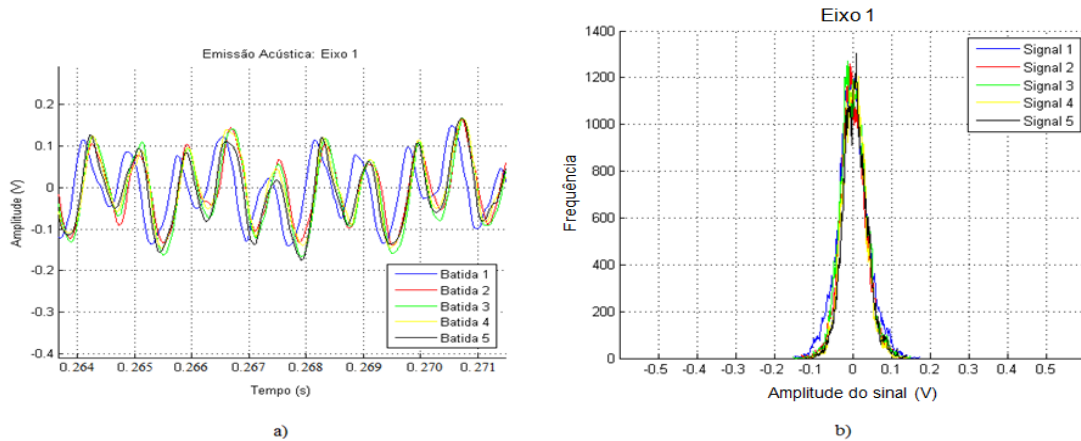 Emissão Acústica: Eixo 1
Amplitude (V)
0.2
0.1
0
-0.1
-0.2
-0.3
-0.4
0.264 0.265 0.266 0.267 0.268 0.269 0.270 0.271
Tempo (s)
Batida 1
Batida 2
Batida 3
Batida 4
Batida 5
a)
Eixo 1
Frequência
1400
1200
1000
800
600
400
200
0
-0.5 -0.4 -0.3 -0.2 -0.1 0 0.1 0.2 0.3 0.4 0.5
Amplitude do sinal (V)
Signal 1
Signal 2
Signal 3
Signal 4
Signal 5
b)